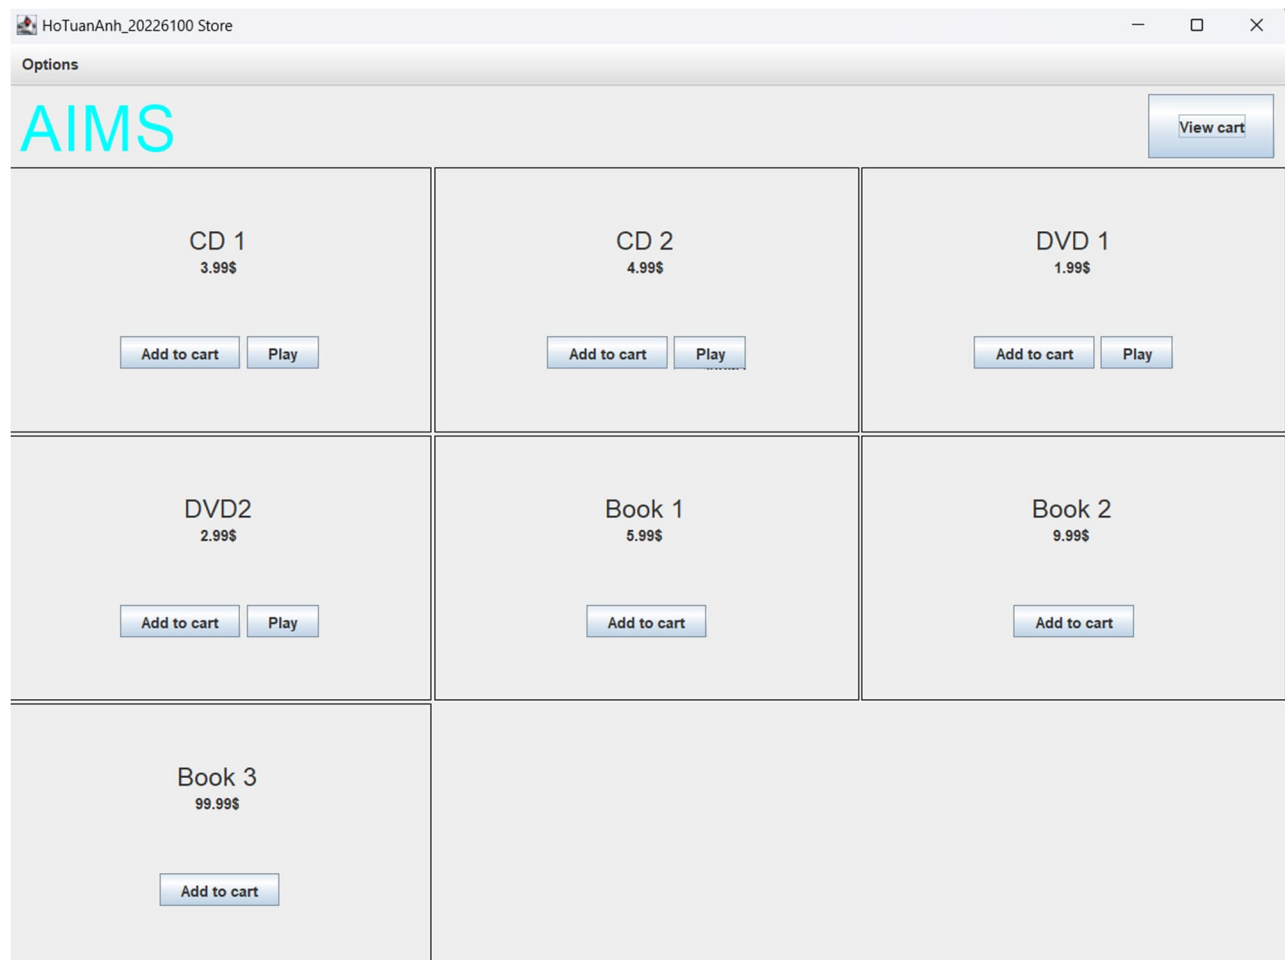 HoTuanAnh_20226100 Store
Options
AIMS
View cart
CD 1
3.99$
Add to cart
Play
CD 2
4.99$
Add to cart
Play
DVD 1
1.99$
Add to cart
Play
DVD2
2.99$
Add to cart
Play
Book 1
5.99$
Add to cart
Book 2
9.99$
Add to cart
Book 3
99.99$
Add to cart